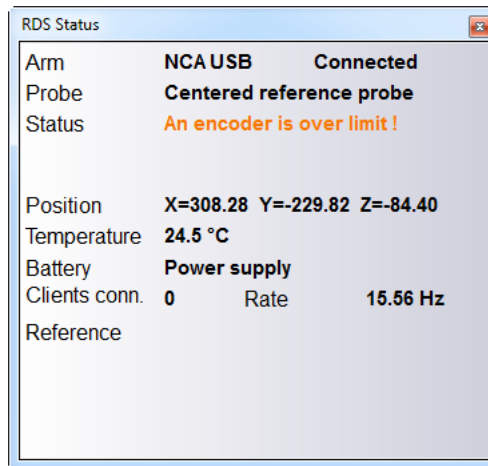 RDS Status
Arm NCA USB Connected
Probe Centered reference probe
Status An encoder is over limit !
Position X=308.28 Y=-229.82 Z=-84.40
Temperature 24.5 °C
Battery Power supply
Clients conn. 0 Rate 15.56 Hz
Reference